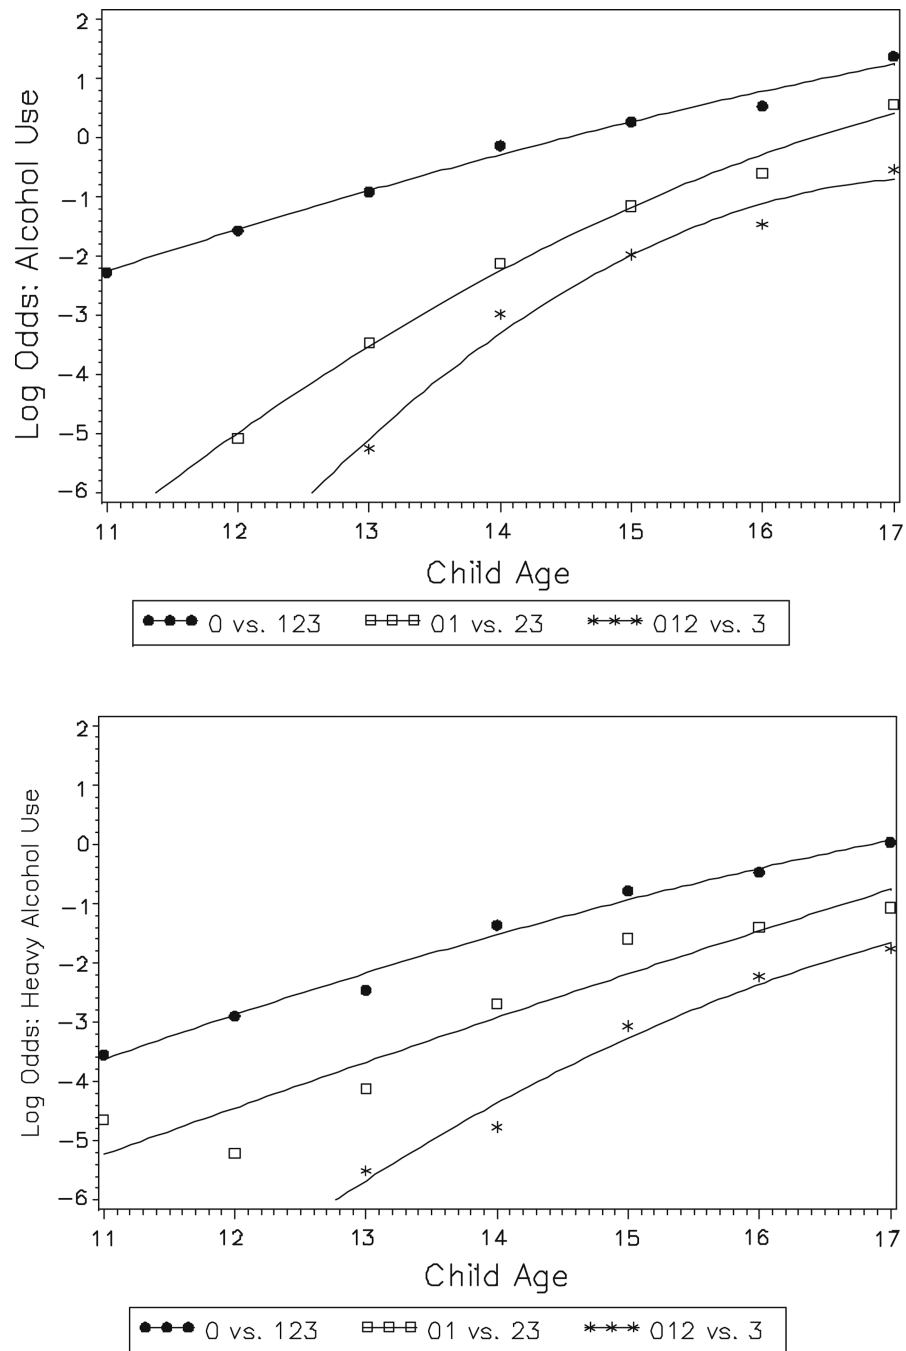 2
1
0
−1
−2
−3
−4
−5
−6
Log Odds: Alcohol Use
11 12 13 14 15 16 17
Child Age
0 vs. 123 01 vs. 23 012 vs. 3
2
1
0
−1
−2
−3
−4
−5
−6
Log Odds: Heavy Alcohol Use
11 12 13 14 15 16 17
Child Age
0 vs. 123 01 vs. 23 012 vs. 3